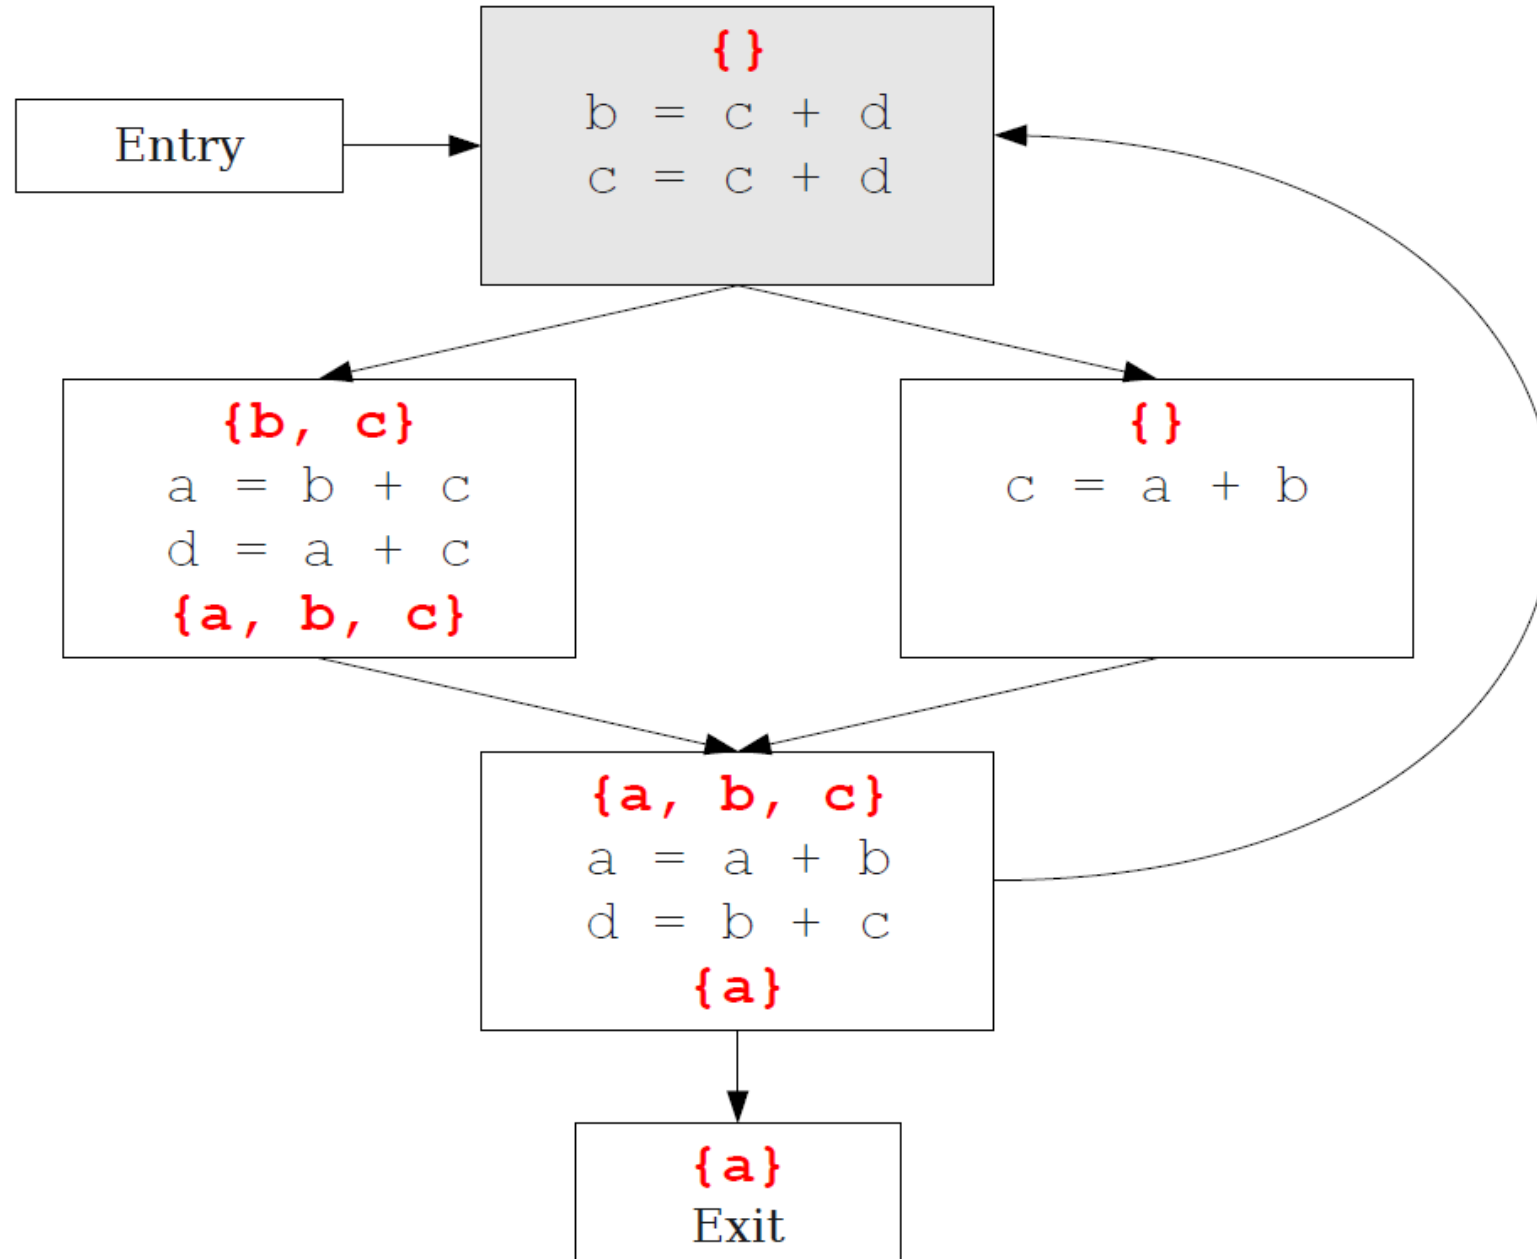 {}
b = c + d
c = c + d
Entry
{b, c}
a = b + c
d = a + c
{a, b, c}
{}
c = a + b
{a, b, c}
a = a + b
d = b + c
{a}
{a}
Exit